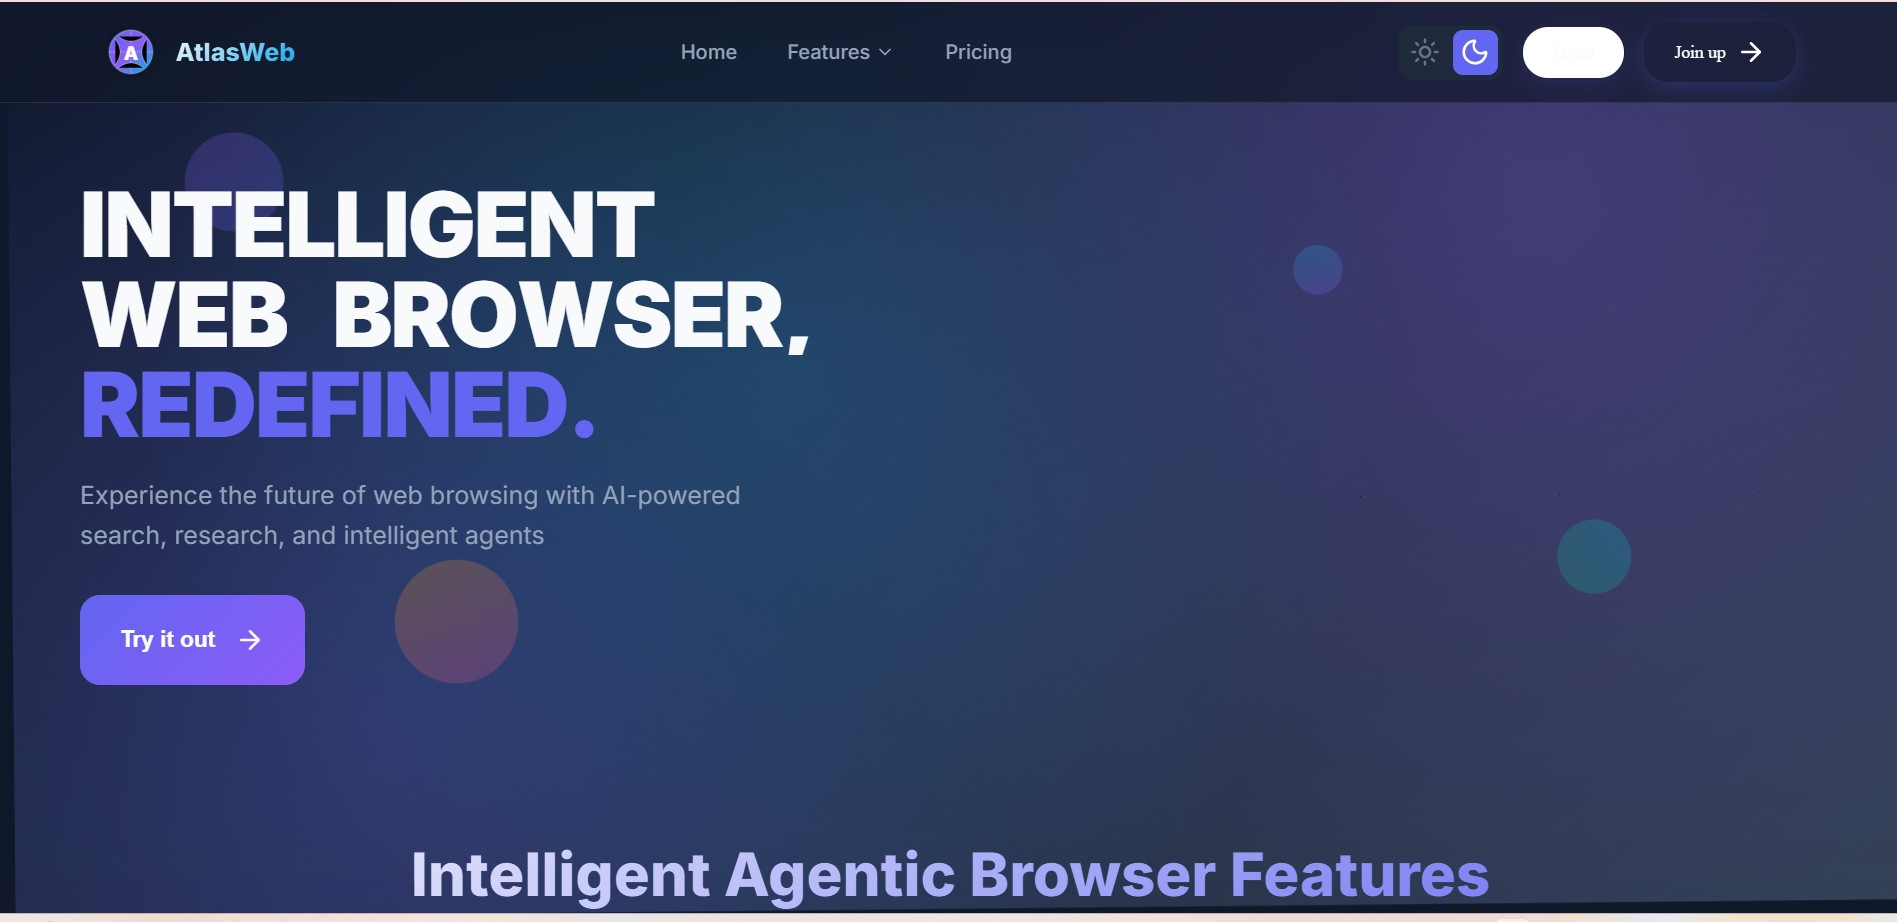 A AtlasWeb
Home Features Pricing
Login Join up
INTELLIGENT
WEB BROWSER,
REDEFINED.
Experience the future of web browsing with AI-powered
search, research, and intelligent agents
Try it out
Intelligent Agentic Browser Features